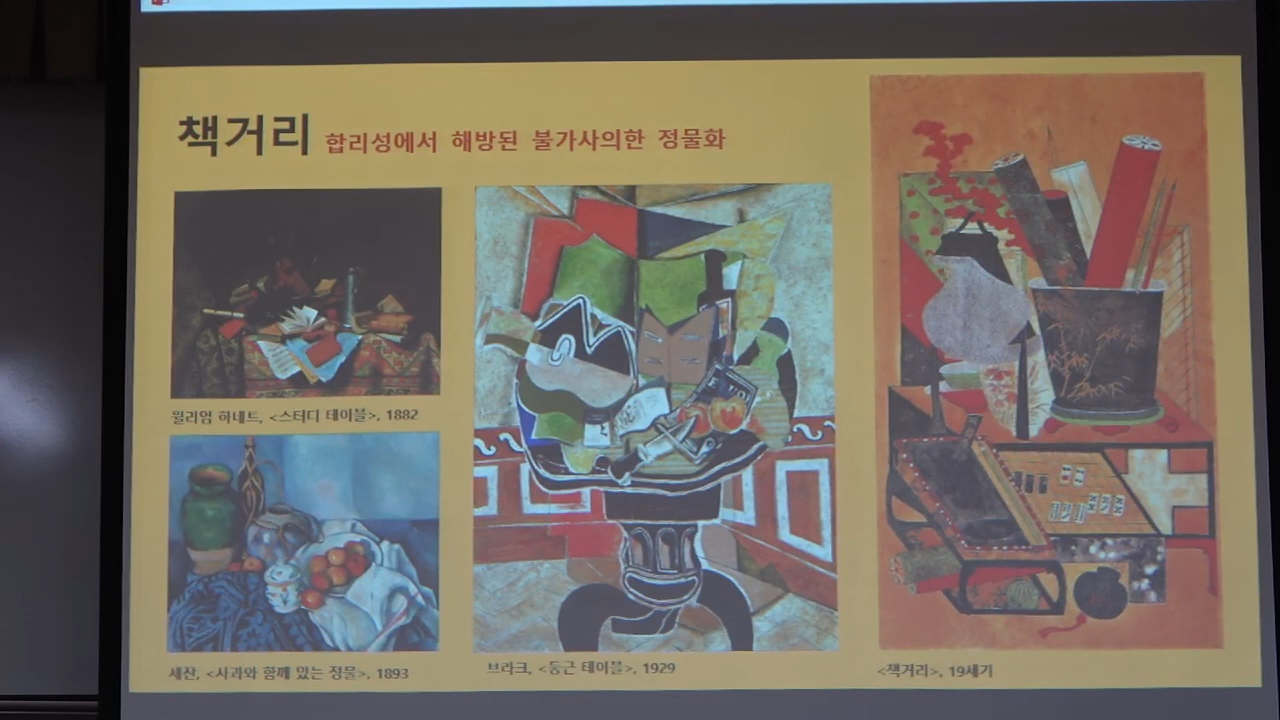 책거리 합리성에서 해방된 불가사의한 정물화
윌리엄 하네트, <스터디 테이블>, 1882
세잔, <사과와 함께 있는 정물>, 1893
브라크, <둥근 테이블>, 1929
<책거리>, 19세기